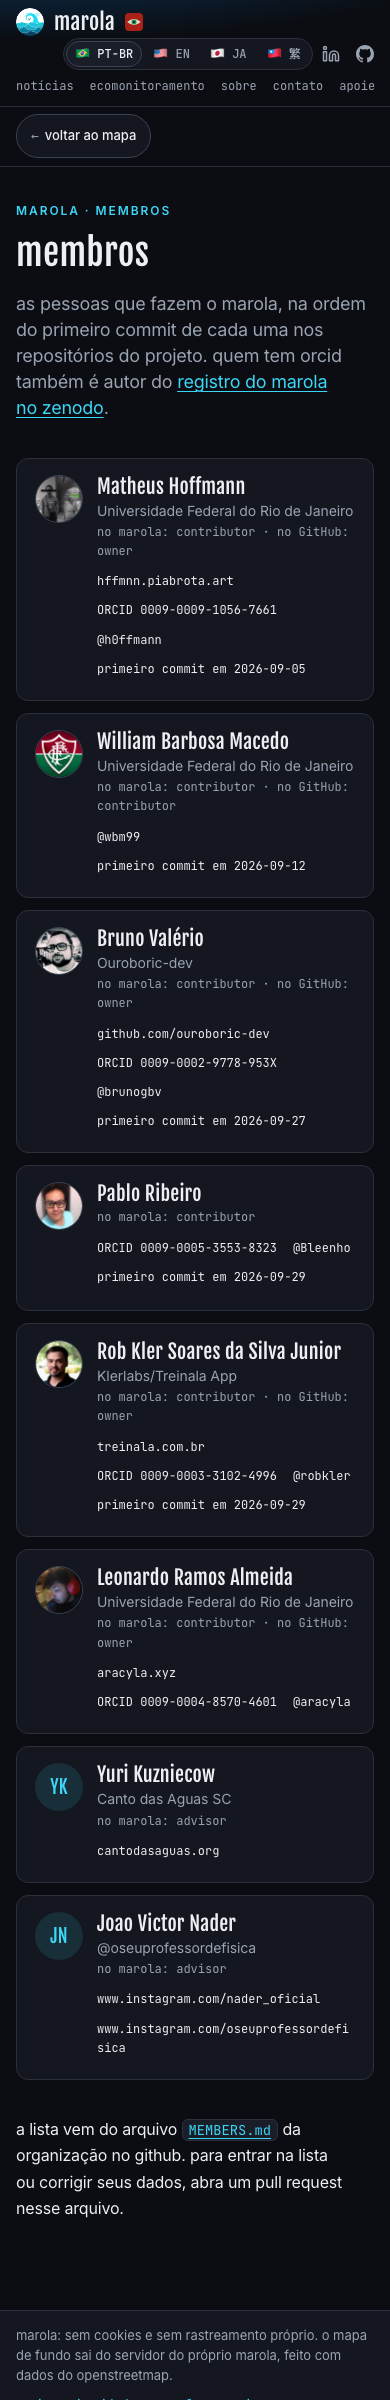 marola
PT-BR EN JA 繁
notícias ecomonitoramento sobre contato apoie
← voltar ao mapa
MAROLA · MEMBROS
membros
as pessoas que fazem o marola, na ordem
do primeiro commit de cada uma nos
repositórios do projeto. quem tem orcid
também é autor do registro do marola
no zenodo.
Matheus Hoffmann
Universidade Federal do Rio de Janeiro
no marola: contributor · no GitHub:
owner
hffmnn.piabrota.art
ORCID 0009-0009-1056-7661
@h0ffmann
primeiro commit em 2026-09-05
William Barbosa Macedo
Universidade Federal do Rio de Janeiro
no marola: contributor · no GitHub:
contributor
@wbm99
primeiro commit em 2026-09-12
Bruno Valério
Ouroboric-dev
no marola: contributor · no GitHub:
owner
github.com/ouroboric-dev
ORCID 0009-0002-9778-953X
@brunogbv
primeiro commit em 2026-09-27
Pablo Ribeiro
no marola: contributor
ORCID 0009-0005-3553-8323 @Bleenho
primeiro commit em 2026-09-29
Rob Kler Soares da Silva Junior
Klerlabs/Treinala App
no marola: contributor · no GitHub:
owner
treinala.com.br
ORCID 0009-0003-3102-4996 @robkler
primeiro commit em 2026-09-29
Leonardo Ramos Almeida
Universidade Federal do Rio de Janeiro
no marola: contributor · no GitHub:
owner
aracyla.xyz
ORCID 0009-0004-8570-4601 @aracyla
YK
Yuri Kuzniecow
Canto das Aguas SC
no marola: advisor
cantodasaguas.org
JN
Joao Victor Nader
@oseuprofessordefisica
no marola: advisor
www.instagram.com/nader_oficial
www.instagram.com/oseuprofessordefi
sica
a lista vem do arquivo MEMBERS.md da
organização no github. para entrar na lista
ou corrigir seus dados, abra um pull request
nesse arquivo.
marola: sem cookies e sem rastreamento próprio. o mapa
de fundo sai do servidor do próprio marola, feito com
dados do openstreetmap.